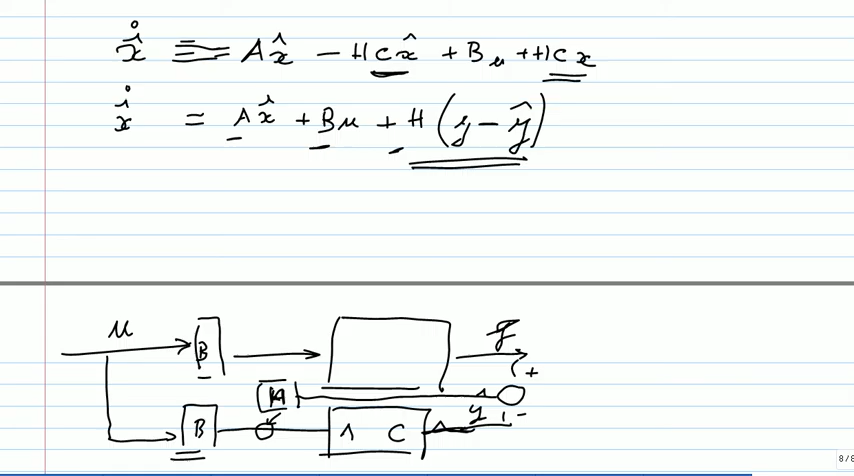 ẋ̂ ≡ Ax̂ − HCx̂ + Bu + HCx
ẋ̂ = Ax̂ + Bu + H(y − ŷ)
u B y
H +
B A C ŷ −
8/8